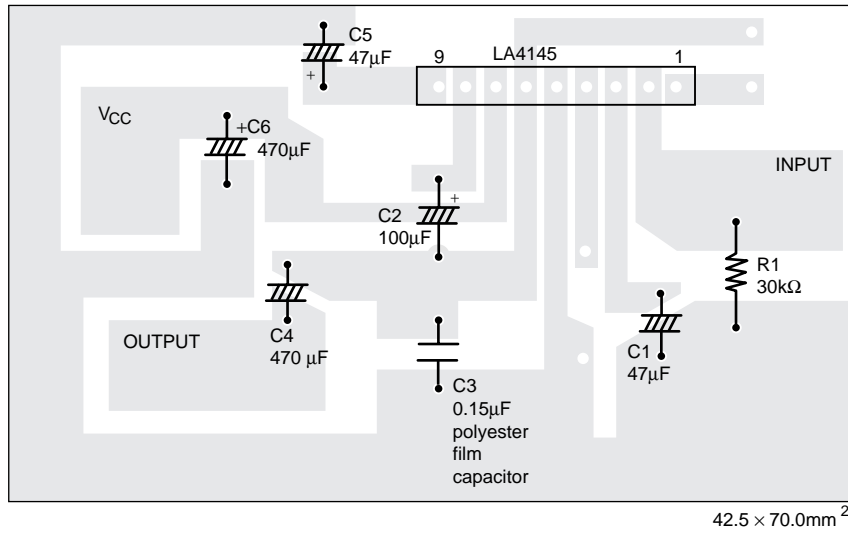 C5
47µF
+
9 LA4145 1
VCC
+C6
470µF
INPUT
+
C2
100µF
R1
30kΩ
C4
470 µF
OUTPUT
C1
47µF
C3
0.15µF
polyester
film
capacitor
42.5 × 70.0mm²